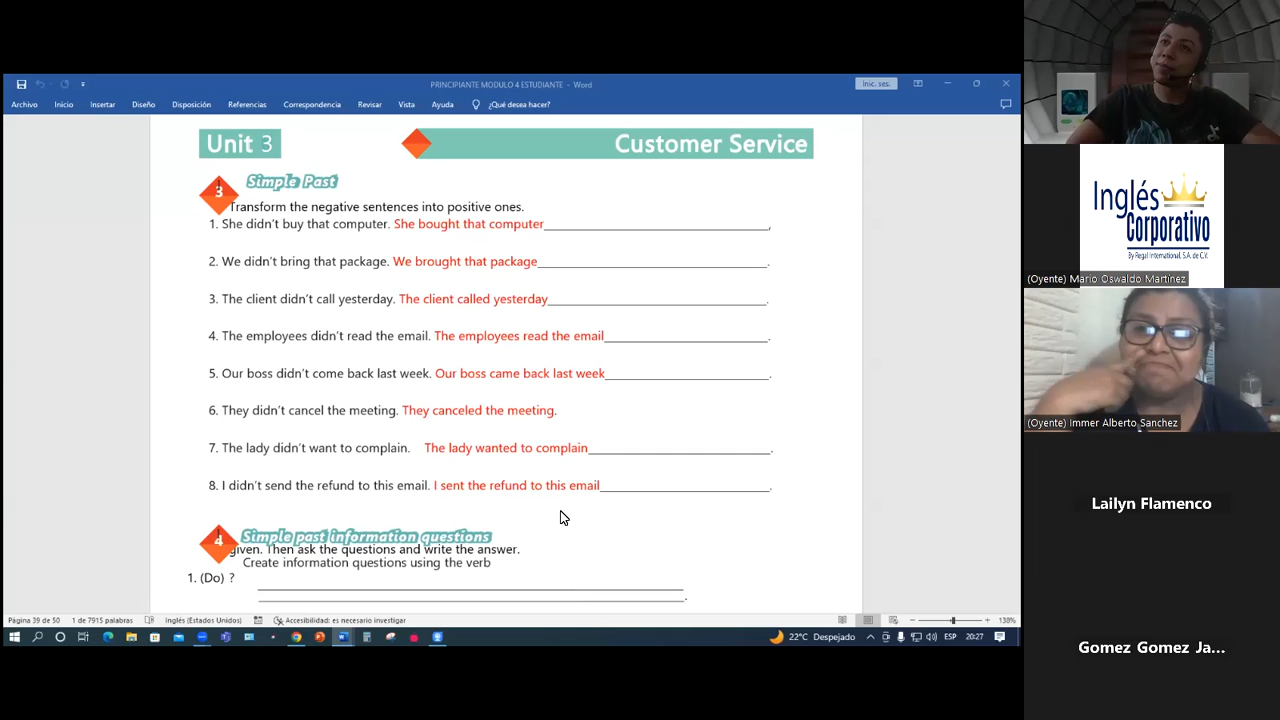 PRINCIPIANTE MODULO 4 ESTUDIANTE - Word
Inic. ses.
Archivo Inicio Insertar Diseño Disposición Referencias Correspondencia Revisar Vista Ayuda ¿Qué desea hacer?
Unit 3
Customer Service
3 Simple Past
Transform the negative sentences into positive ones.
1. She didn't buy that computer. She bought that computer
2. We didn't bring that package. We brought that package
3. The client didn't call yesterday. The client called yesterday
4. The employees didn't read the email. The employees read the email
5. Our boss didn't come back last week. Our boss came back last week
6. They didn't cancel the meeting. They canceled the meeting.
7. The lady didn't want to complain. The lady wanted to complain
8. I didn't send the refund to this email. I sent the refund to this email
4 Simple past information questions
given. Then ask the questions and write the answer.
Create information questions using the verb
1. (Do) ?
Página 39 de 50 1 de 7915 palabras Inglés (Estados Unidos) Accesibilidad: es necesario investigar 138%
22°C Despejado ESP 20:27
Inglés
Corporativo
By Regal International, S.A. de C.V.
(Oyente) Mario Oswaldo Martínez
(Oyente) Immer Alberto Sanchez
Lailyn Flamenco
Gomez Gomez Ja...